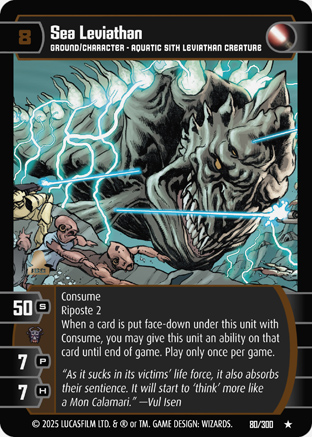 8
Sea Leviathan
GROUND/CHARACTER - AQUATIC SITH LEVIATHAN CREATURE
50 S
7 P
7 H
Consume
Riposte 2
When a card is put face-down under this unit with
Consume, you may give this unit an ability on that
card until end of game. Play only once per game.
"As it sucks in its victims' life force, it also absorbs
their sentience. It will start to 'think' more like
a Mon Calamari." —Vul Isen
© 2025 LUCASFILM LTD. & ® or TM. GAME DESIGN: WIZARDS.
80/300 ★